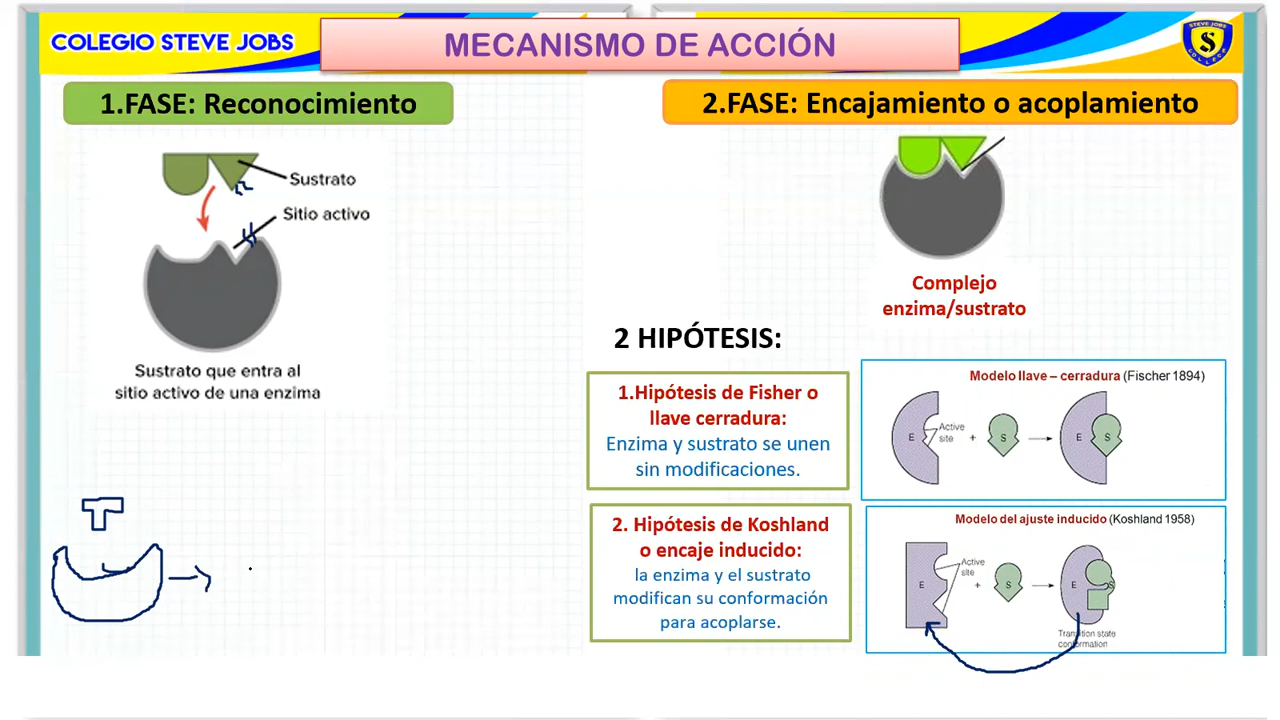 COLEGIO STEVE JOBS
MECANISMO DE ACCIÓN
STEVE JOBS
S
COLLEGE
1.FASE: Reconocimiento
Sustrato
Sitio activo
Sustrato que entra al
sitio activo de una enzima
2.FASE: Encajamiento o acoplamiento
Complejo
enzima/sustrato
2 HIPÓTESIS:
1.Hipótesis de Fisher o
llave cerradura:
Enzima y sustrato se unen
sin modificaciones.
Modelo llave – cerradura (Fischer 1894)
E
Active
site
+
S
E
S
2. Hipótesis de Koshland
o encaje inducido:
la enzima y el sustrato
modifican su conformación
para acoplarse.
Modelo del ajuste inducido (Koshland 1958)
E
Active
site
+
S
E
S
Transition state
conformation